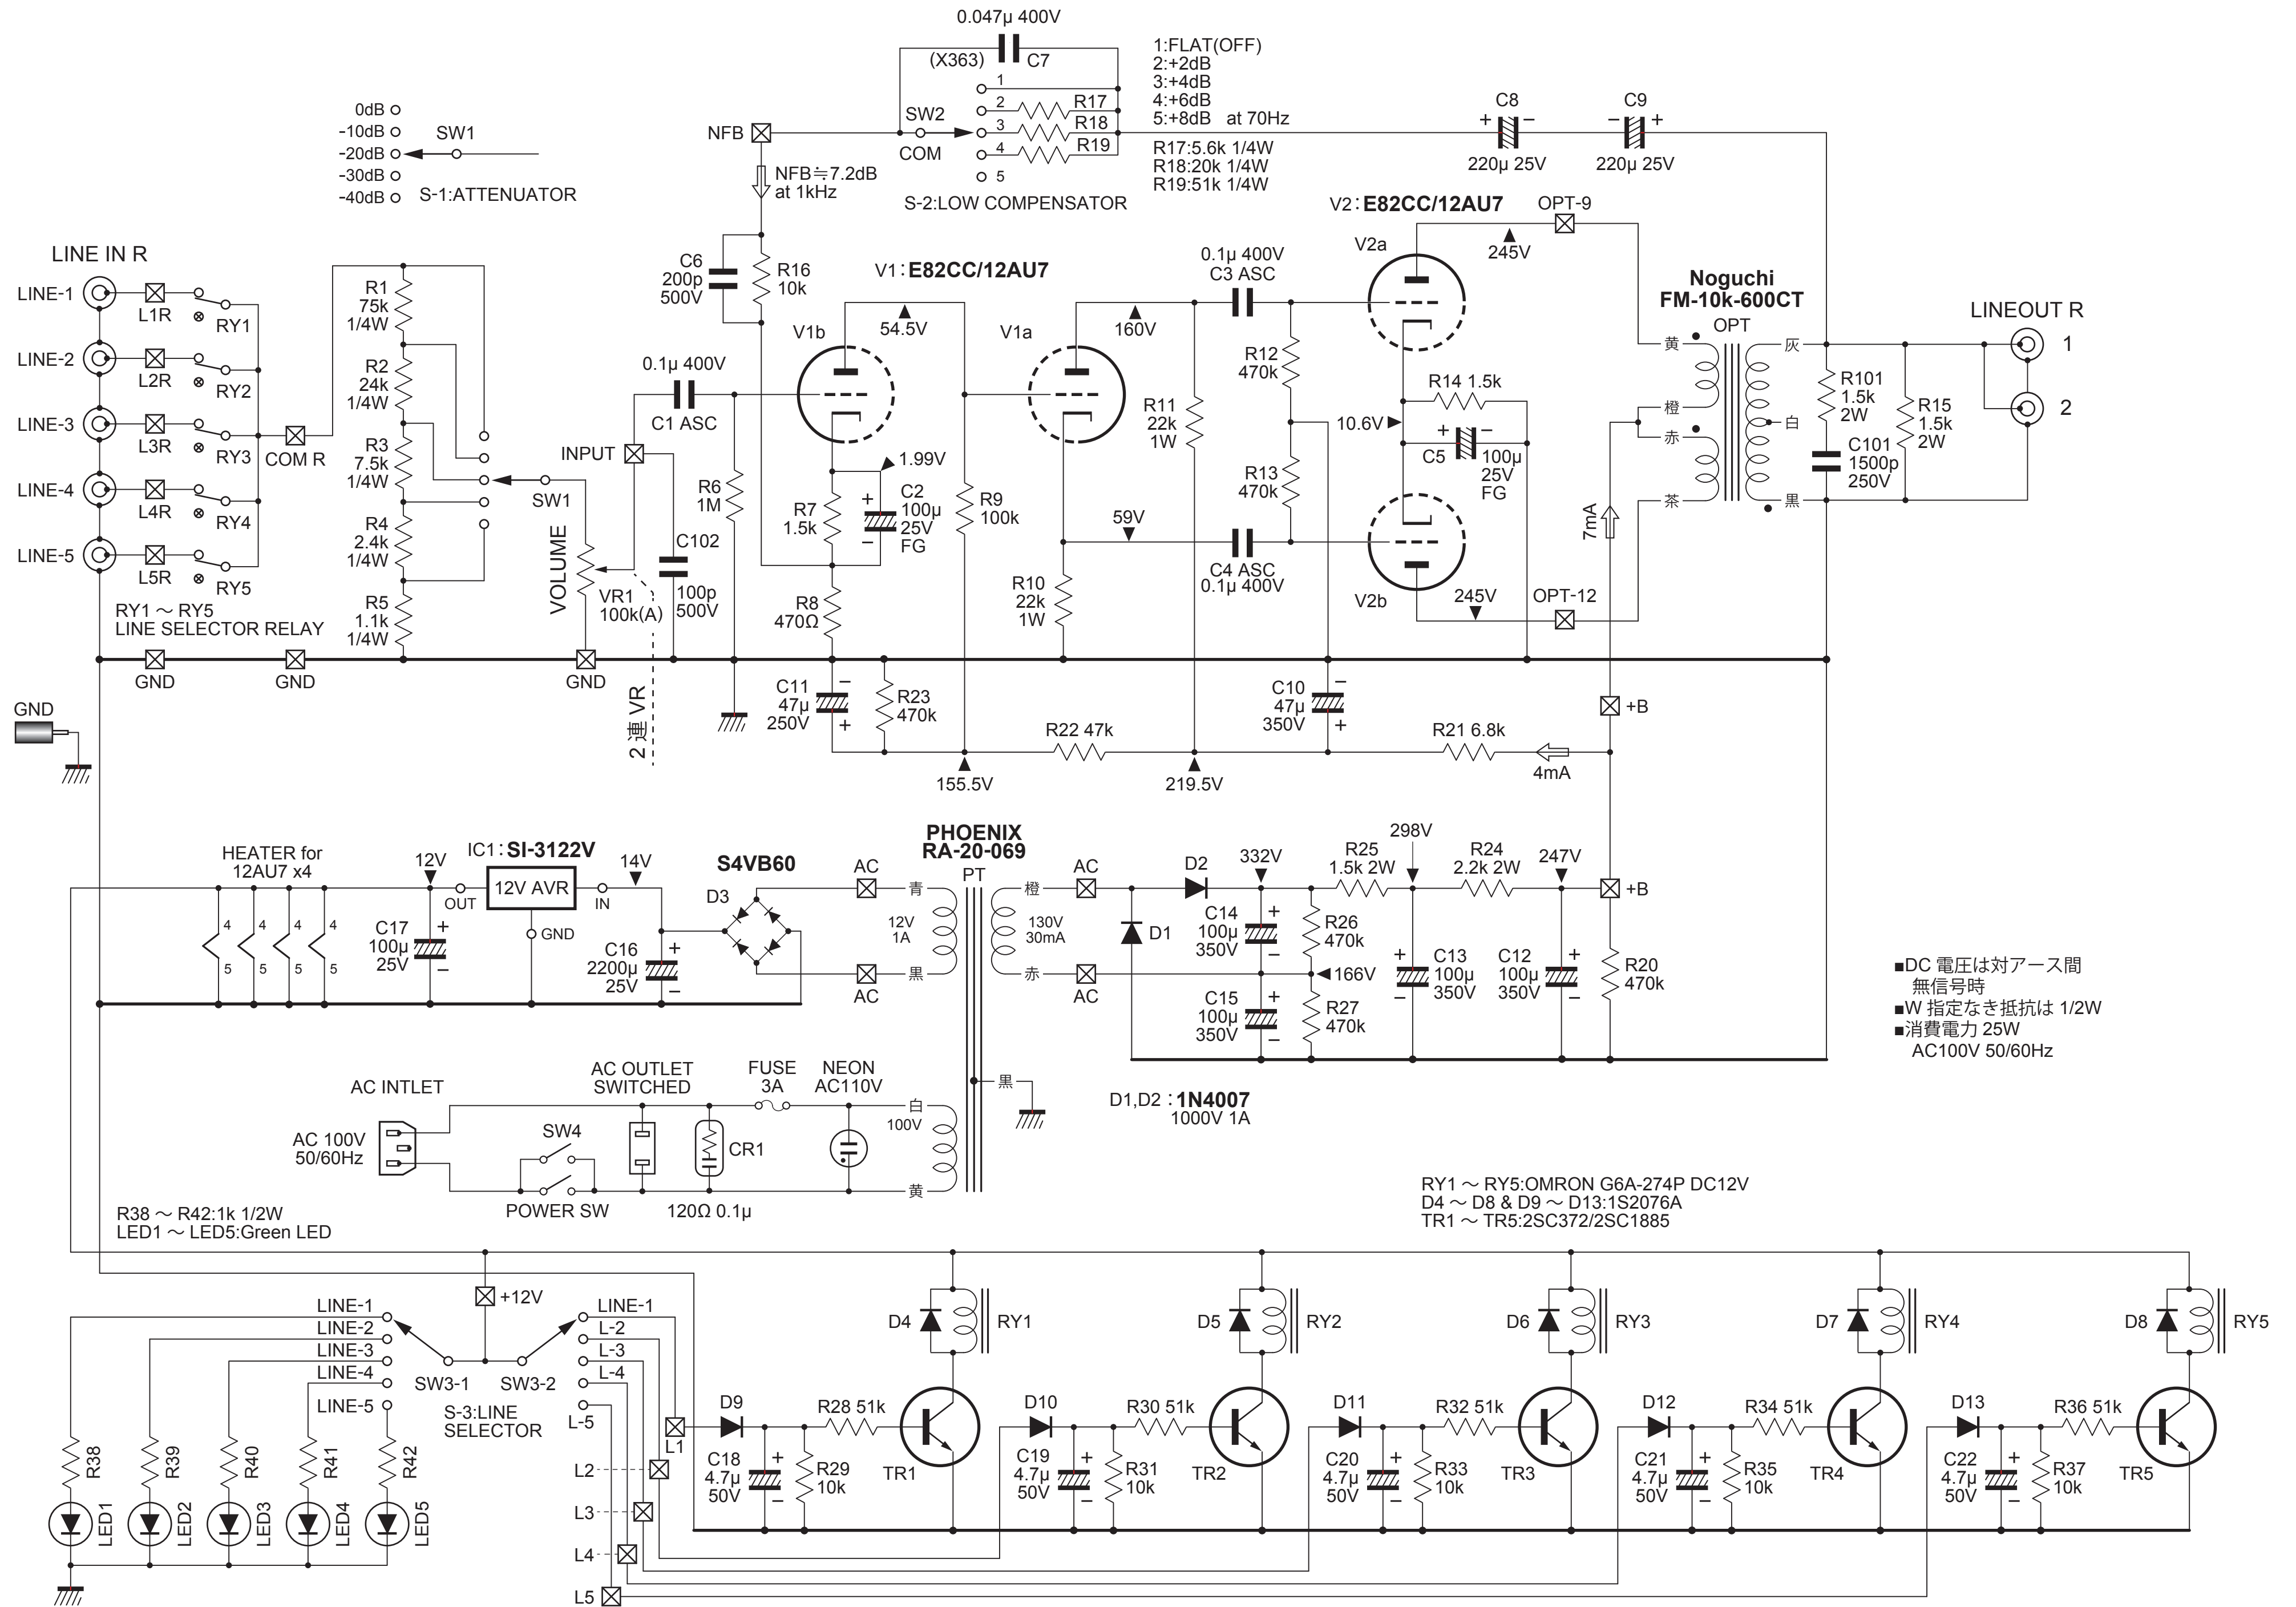 0.047µ 400V
(X363)
C7
1
2
3
4
5
R17
R18
R19
SW2
COM
S-2:LOW COMPENSATOR
1:FLAT(OFF)
2:+2dB
3:+4dB
4:+6dB
5:+8dB at 70Hz
R17:5.6k 1/4W
R18:20k 1/4W
R19:51k 1/4W
C8
+
−
220µ 25V
C9
−
+
220µ 25V
0dB
-10dB
-20dB
-30dB
-40dB
SW1
S-1:ATTENUATOR
NFB
NFB≒7.2dB
at 1kHz
LINE IN R
LINE-1
LINE-2
LINE-3
LINE-4
LINE-5
L1R
L2R
L3R
L4R
L5R
RY1
RY2
RY3
RY4
RY5
COM R
RY1 〜 RY5
LINE SELECTOR RELAY
R1
75k
1/4W
R2
24k
1/4W
R3
7.5k
1/4W
R4
2.4k
1/4W
R5
1.1k
1/4W
SW1
VOLUME
VR1
100k(A)
2 連 VR
INPUT
C102
100p
500V
C6
200p
500V
R16
10k
0.1µ 400V
C1 ASC
R6
1M
V1 : E82CC/12AU7
V1b
54.5V
1.99V
R7
1.5k
+
−
C2
100µ
25V
FG
R8
470Ω
R9
100k
V1a
160V
59V
R10
22k
1W
R11
22k
1W
0.1µ 400V
C3 ASC
C4 ASC
0.1µ 400V
R12
470k
R13
470k
V2 : E82CC/12AU7
V2a
V2b
245V
245V
OPT-9
OPT-12
R14 1.5k
10.6V
+
−
C5
100µ
25V
FG
Noguchi
FM-10k-600CT
OPT
黄
橙
赤
茶
灰
白
黒
7mA
R101
1.5k
2W
C101
1500p
250V
R15
1.5k
2W
LINEOUT R
1
2
GND
GND
GND
GND
C11
47µ
250V
−
+
R23
470k
155.5V
R22 47k
219.5V
C10
47µ
350V
−
+
R21 6.8k
4mA
+B
HEATER for
12AU7 x4
4
5
4
5
4
5
4
5
12V
C17
100µ
25V
+
−
IC1 : SI-3122V
12V AVR
OUT
IN
GND
14V
C16
2200µ
25V
+
−
S4VB60
D3
AC
AC
青
12V
1A
黒
PHOENIX
RA-20-069
PT
橙
130V
30mA
赤
AC
AC
D2
D1
332V
C14
100µ
350V
+
−
C15
100µ
350V
+
−
R25
1.5k 2W
R26
470k
166V
R27
470k
298V
+
−
C13
100µ
350V
R24
2.2k 2W
247V
C12
100µ
350V
+
−
+B
R20
470k
D1,D2 : 1N4007
1000V 1A
■DC 電圧は対アース間
無信号時
■W 指定なき抵抗は 1/2W
■消費電力 25W
AC100V 50/60Hz
AC INTLET
AC 100V
50/60Hz
SW4
POWER SW
AC OUTLET
SWITCHED
CR1
120Ω 0.1µ
FUSE
3A
NEON
AC110V
白
100V
黄
黒
R38 〜 R42:1k 1/2W
LED1 〜 LED5:Green LED
RY1 〜 RY5:OMRON G6A-274P DC12V
D4 〜 D8 & D9 〜 D13:1S2076A
TR1 〜 TR5:2SC372/2SC1885
+12V
LINE-1
LINE-2
LINE-3
LINE-4
LINE-5
SW3-1
SW3-2
S-3:LINE
SELECTOR
LINE-1
L-2
L-3
L-4
L-5
R38
R39
R40
R41
R42
LED1
LED2
LED3
LED4
LED5
L1
L2
L3
L4
L5
D9
C18
4.7µ
50V
+
−
R28 51k
R29
10k
TR1
D4
RY1
D10
C19
4.7µ
50V
+
−
R30 51k
R31
10k
TR2
D5
RY2
D11
C20
4.7µ
50V
+
−
R32 51k
R33
10k
TR3
D6
RY3
D12
C21
4.7µ
50V
+
−
R34 51k
R35
10k
TR4
D7
RY4
D13
C22
4.7µ
50V
+
−
R36 51k
R37
10k
TR5
D8
RY5